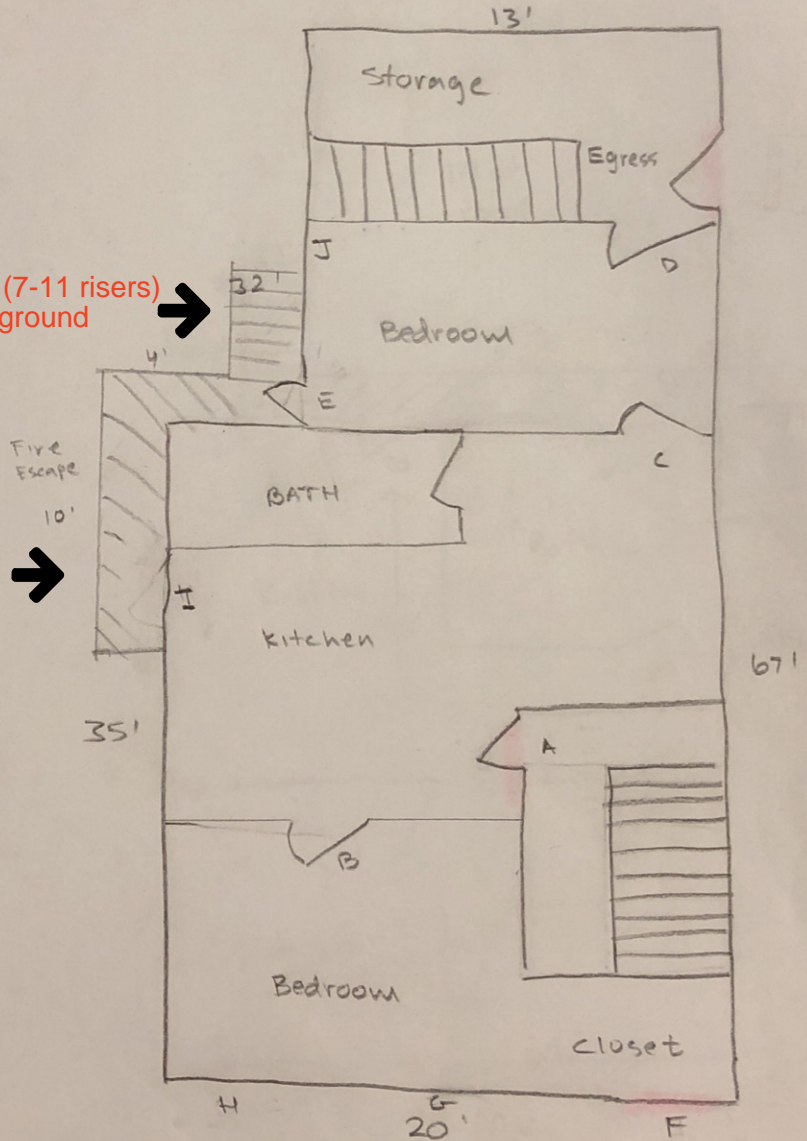 13'
Storage
Egress
J
D
(7-11 risers)
32'
ground
Bedroom
4'
E
C
Fire
Escape
BATH
10'
I
Kitchen
67'
35'
A
B
Bedroom
Closet
H
G
20'
F